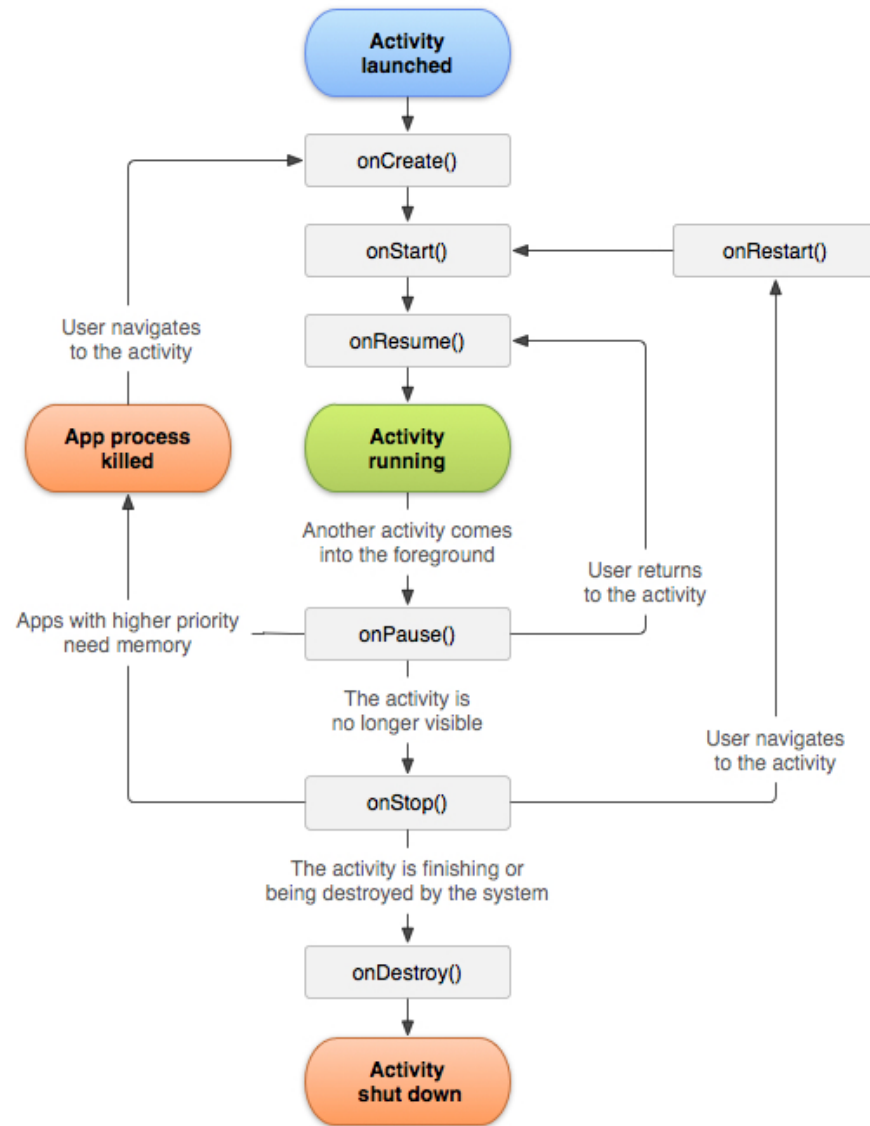 Activity
launched
onCreate()
onStart()
onRestart()
User navigates
to the activity
onResume()
App process
killed
Activity
running
Another activity comes
into the foreground
User returns
to the activity
Apps with higher priority
need memory
onPause()
The activity is
no longer visible
User navigates
to the activity
onStop()
The activity is finishing or
being destroyed by the system
onDestroy()
Activity
shut down